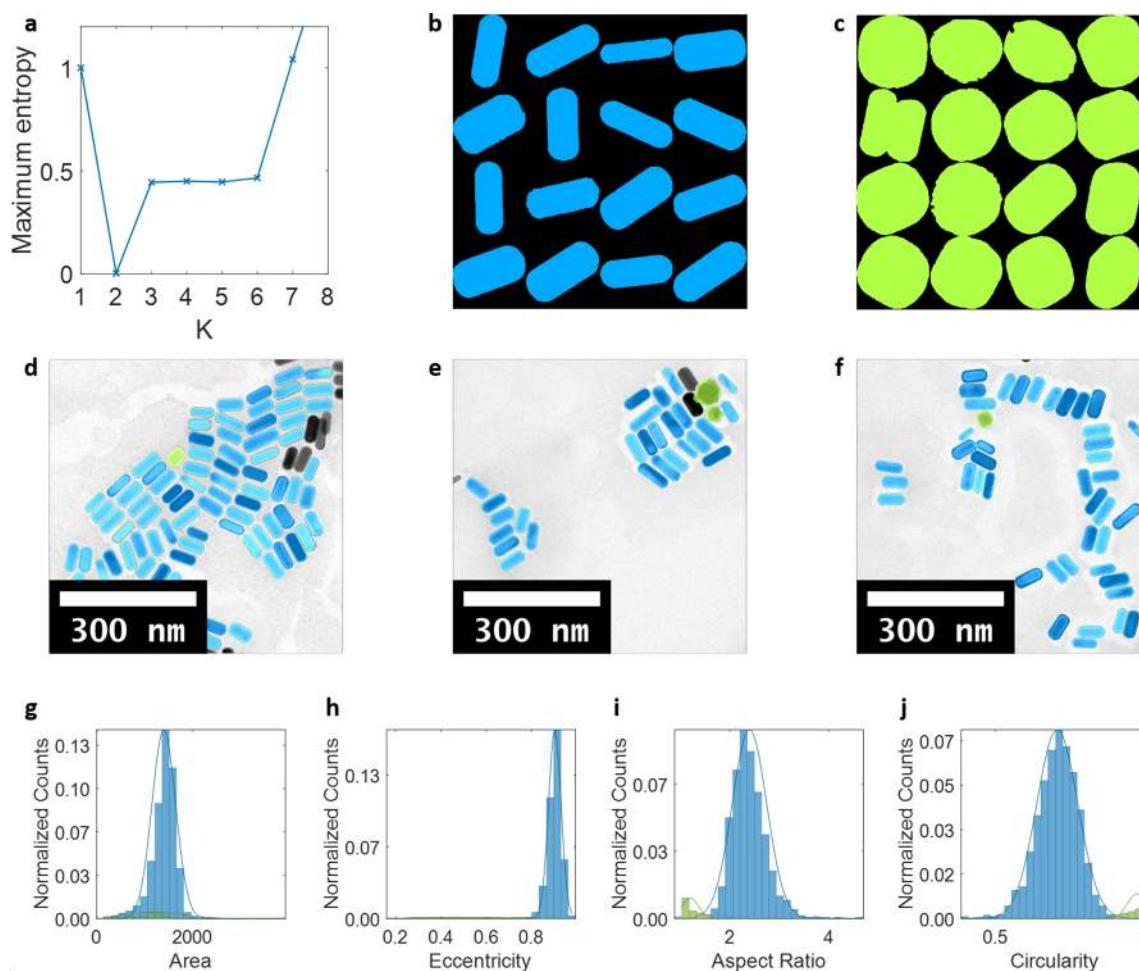 a
Maximum entropy
1
0.5
0
1 2 3 4 5 6 7 8
K
b
c
d
300 nm
e
300 nm
f
300 nm
g
Normalized Counts
0.13
0.10
0.07
0.03
0.00
0 2000
Area
h
Normalized Counts
0.13
0.07
0.00
0.2 0.4 0.6 0.8 1
Eccentricity
i
Normalized Counts
0.07
0.03
0.00
2 4
Aspect Ratio
j
Normalized Counts
0.07
0.05
0.03
0.02
0.00
0.5
Circularity